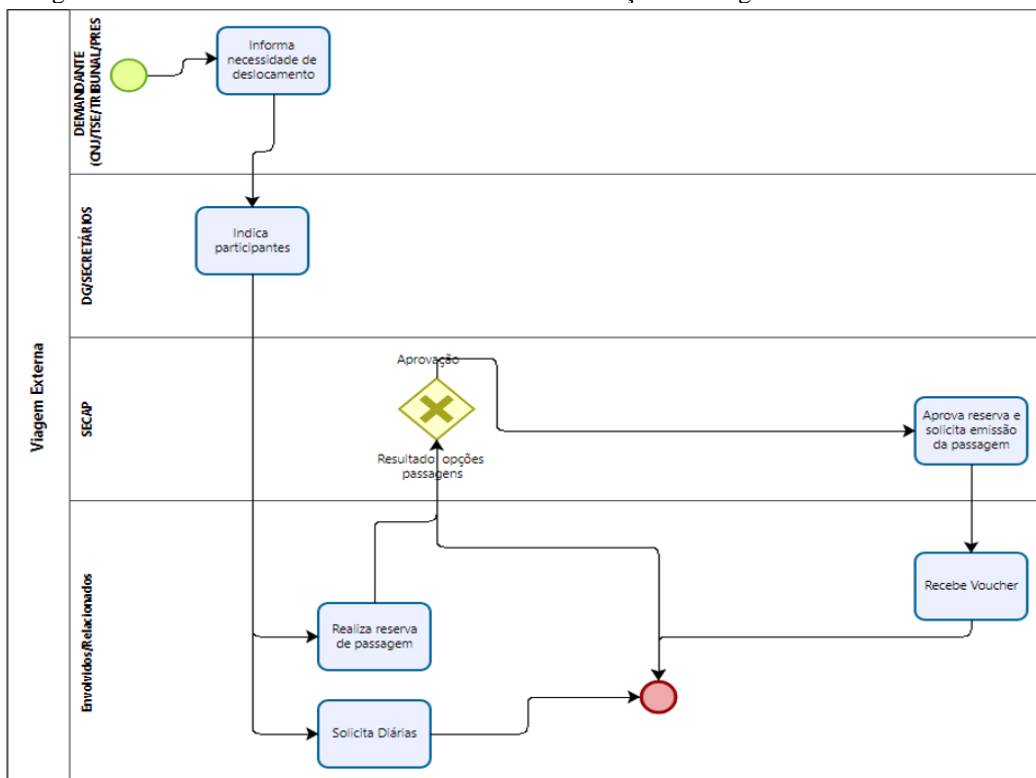 Viagem Externa
DEMANDANTE
(CNJ/TSE/TRIBUNAL/PRES
Informa
necessidade de
deslocamento
DG/SECRETÁRIOS
Indica
participantes
SECAP
Aprovação
Resultado opções
passagens
Aprova reserva e
solicita emissão
da passagem
Envolvidos/Relacionados
Realiza reserva
de passagem
Solicita Diárias
Recebe Voucher